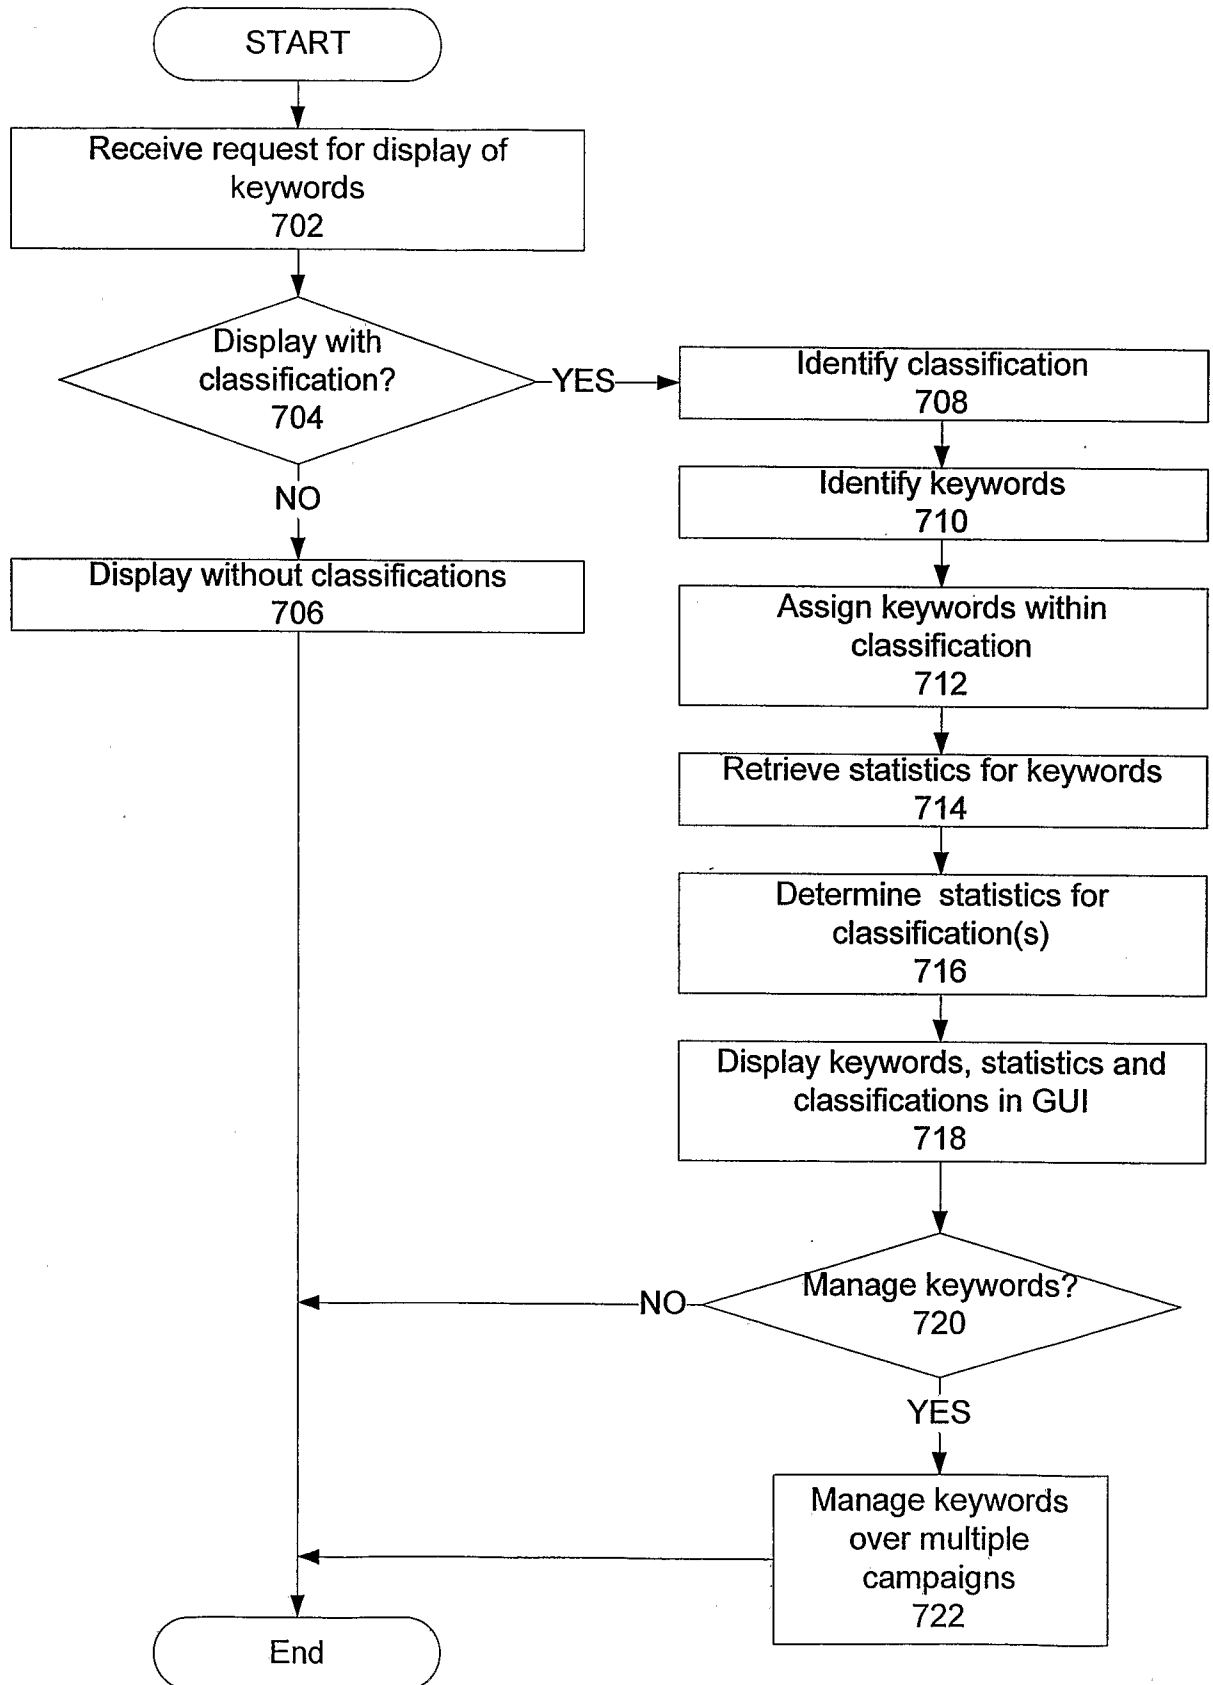 START
Receive request for display of
keywords
702
Display with
classification?
704
YES
NO
Display without classifications
706
Identify classification
708
Identify keywords
710
Assign keywords within
classification
712
Retrieve statistics for keywords
714
Determine statistics for
classification(s)
716
Display keywords, statistics and
classifications in GUI
718
Manage keywords?
720
NO
YES
Manage keywords
over multiple
campaigns
722
End